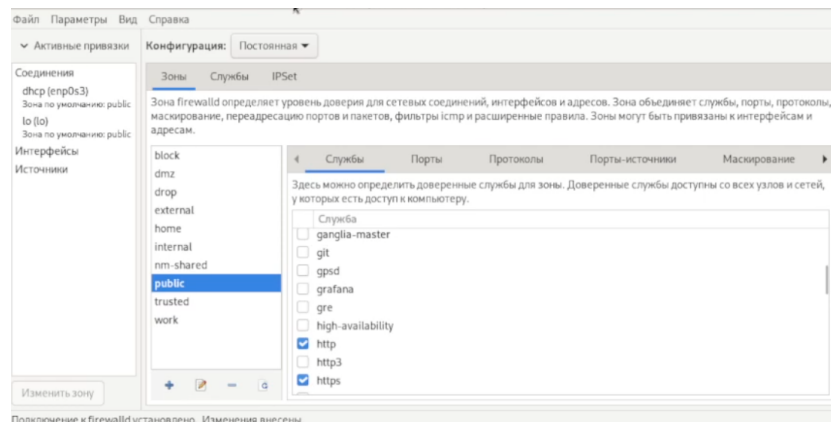 Файл Параметры Вид Справка
Активные привязки
Конфигурация: Постоянная
Соединения
dhcp (enp0s3)
Зона по умолчанию: public
lo (lo)
Зона по умолчанию: public
Интерфейсы
Источники
Изменить зону
Зоны Службы IPSet
Зона firewalld определяет уровень доверия для сетевых соединений, интерфейсов и адресов. Зона объединяет службы, порты, протоколы,
маскирование, переадресацию портов и пакетов, фильтры icmp и расширенные правила. Зоны могут быть привязаны к интерфейсам и
адресам.
block
dmz
drop
external
home
internal
nm-shared
public
trusted
work
Службы Порты Протоколы Порты-источники Маскирование
Здесь можно определить доверенные службы для зоны. Доверенные службы доступны со всех узлов и сетей,
у которых есть доступ к компьютеру.
Служба
ganglia-master
git
gpsd
grafana
gre
high-availability
http
http3
https
Подключение к firewalld установлено. Изменения внесены.